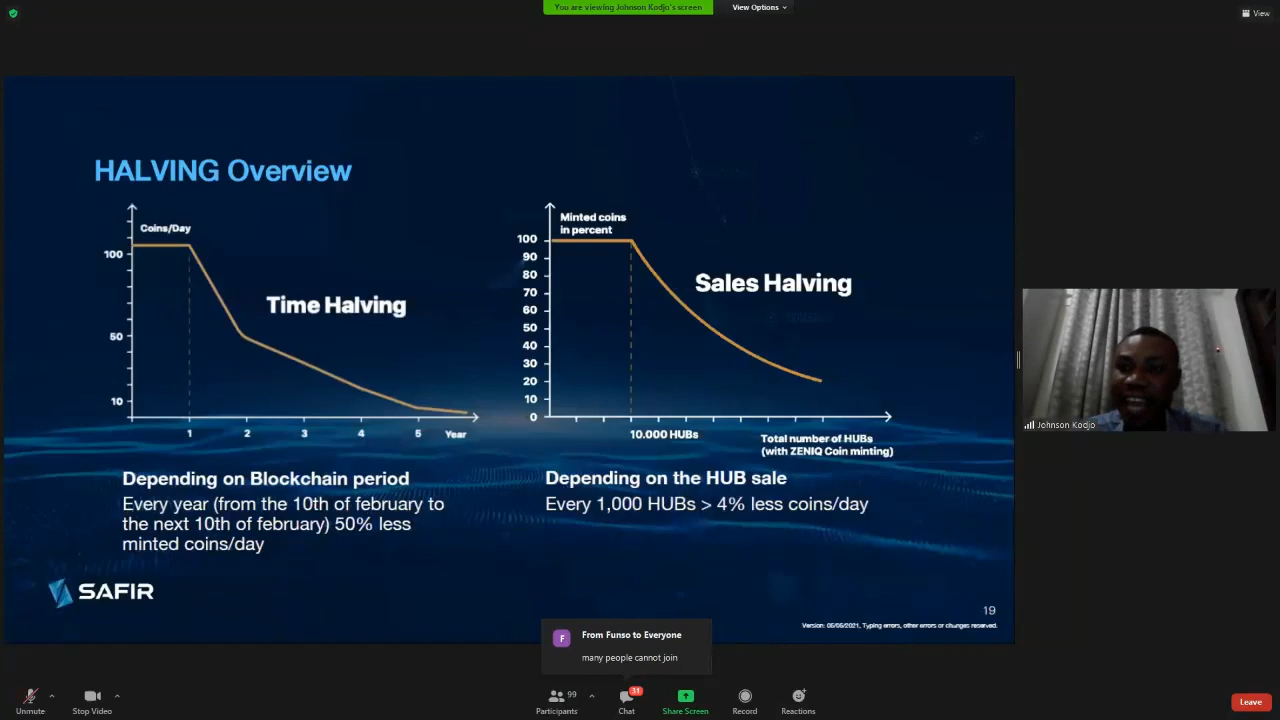 You are viewing Johnson Kodjo's screen
View Options
View
HALVING Overview
Coins/Day
100
50
10
Time Halving
1 2 3 4 5 Year
Minted coins
in percent
100
90
80
70
60
50
40
30
20
10
0
Sales Halving
10.000 HUBs
Total number of HUBs
(with ZENIQ Coin minting)
Depending on Blockchain period
Every year (from the 10th of february to
the next 10th of february) 50% less
minted coins/day
Depending on the HUB sale
Every 1,000 HUBs > 4% less coins/day
SAFIR
19
Version: 05/05/2021, Typing errors, other errors or changes reserved.
Johnson Kodjo
F
From Funso to Everyone
many people cannot join
Unmute
Stop Video
Participants
99
Chat
31
Share Screen
Record
Reactions
Leave